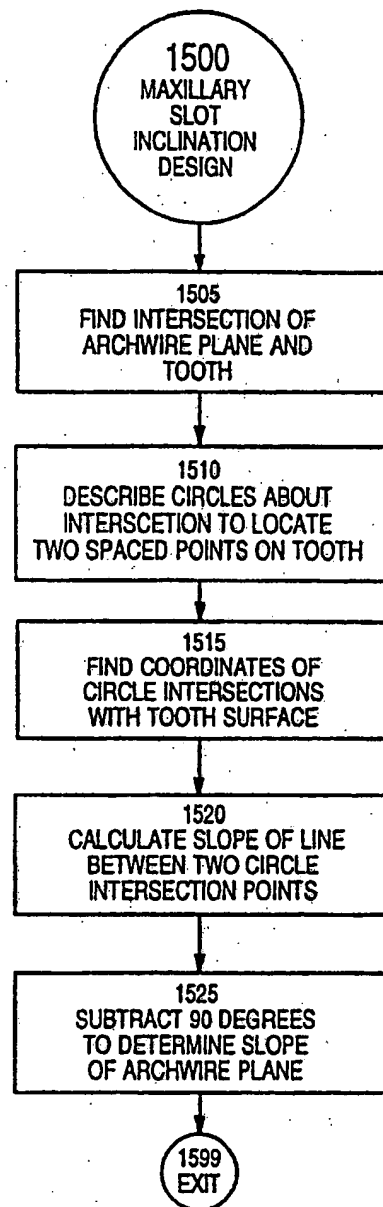 1500
MAXILLARY
SLOT
INCLINATION
DESIGN
1505
FIND INTERSECTION OF
ARCHWIRE PLANE AND
TOOTH
1510
DESCRIBE CIRCLES ABOUT
INTERSCETION TO LOCATE
TWO SPACED POINTS ON TOOTH
1515
FIND COORDINATES OF
CIRCLE INTERSECTIONS
WITH TOOTH SURFACE
1520
CALCULATE SLOPE OF LINE
BETWEEN TWO CIRCLE
INTERSECTION POINTS
1525
SUBTRACT 90 DEGREES
TO DETERMINE SLOPE
OF ARCHWIRE PLANE
1599
EXIT